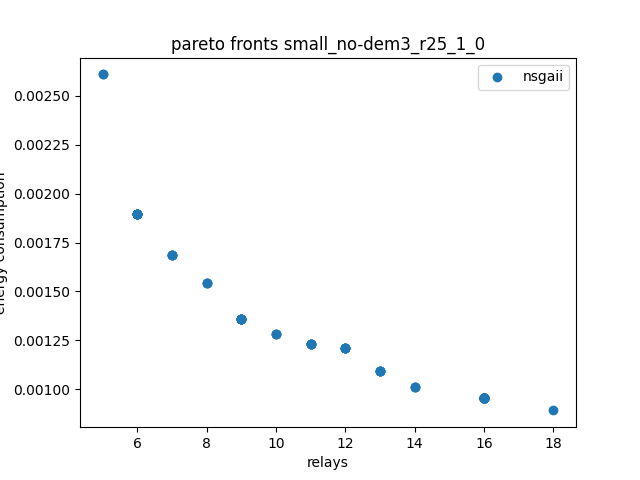 pareto fronts small_no-dem3_r25_1_0
nsgaii
0.00250
0.00225
0.00200
0.00175
0.00150
0.00125
0.00100
energy consumption
6 8 10 12 14 16 18
relays